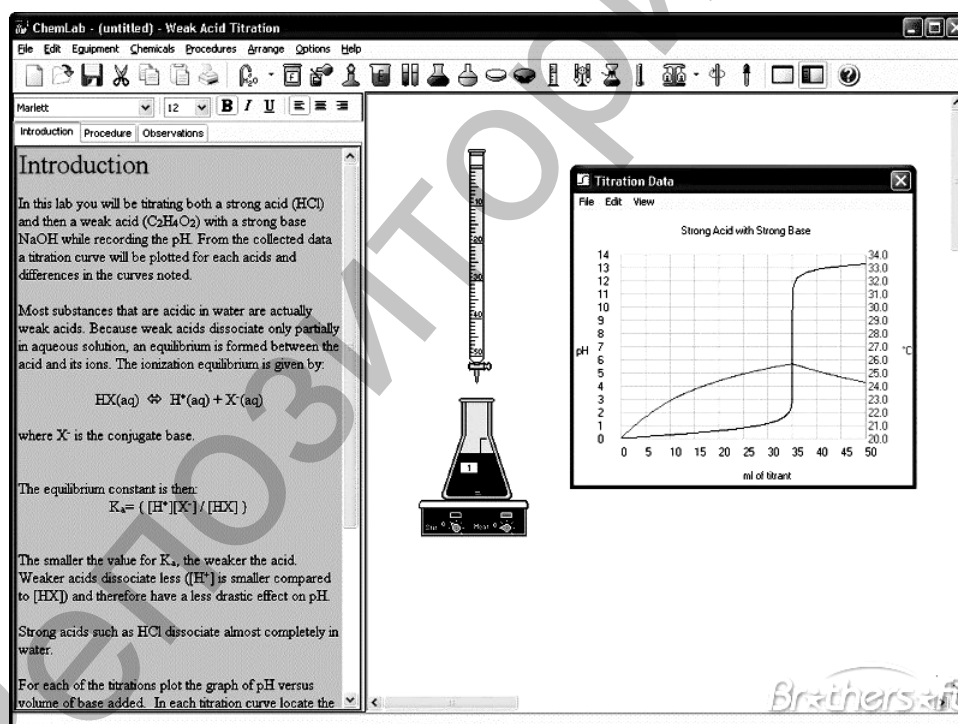 ChemLab - (untitled) - Weak Acid Titration
File Edit Equipment Chemicals Procedures Arrange Options Help
Marlett 12 B I U
Introduction Procedure Observations
Introduction
In this lab you will be titrating both a strong acid (HCl)
and then a weak acid (C₂H₄O₂) with a strong base
NaOH while recording the pH. From the collected data
a titration curve will be plotted for each acids and
differences in the curves noted.
Most substances that are acidic in water are actually
weak acids. Because weak acids dissociate only partially
in aqueous solution, an equilibrium is formed between the
acid and its ions. The ionization equilibrium is given by:
HX(aq) ⇔ H⁺(aq) + X⁻(aq)
where X⁻ is the conjugate base.
The equilibrium constant is then:
Kₐ= { [H⁺][X⁻] / [HX] }
The smaller the value for Kₐ, the weaker the acid.
Weaker acids dissociate less ([H⁺] is smaller compared
to [HX]) and therefore have a less drastic effect on pH.
Strong acids such as HCl dissociate almost completely in
water.
For each of the titrations plot the graph of pH versus
volume of base added. In each titration curve locate the
10
20
30
40
50
1
Stir 0 Heat 0
Titration Data
File Edit View
Strong Acid with Strong Base
14 34.0
13 33.0
12 32.0
11 31.0
10 30.0
9 29.0
8 28.0
pH 7 27.0 °C
6 26.0
5 25.0
4 24.0
3 23.0
2 22.0
1 21.0
0 20.0
0 5 10 15 20 25 30 35 40 45 50
ml of titrant
Brothers